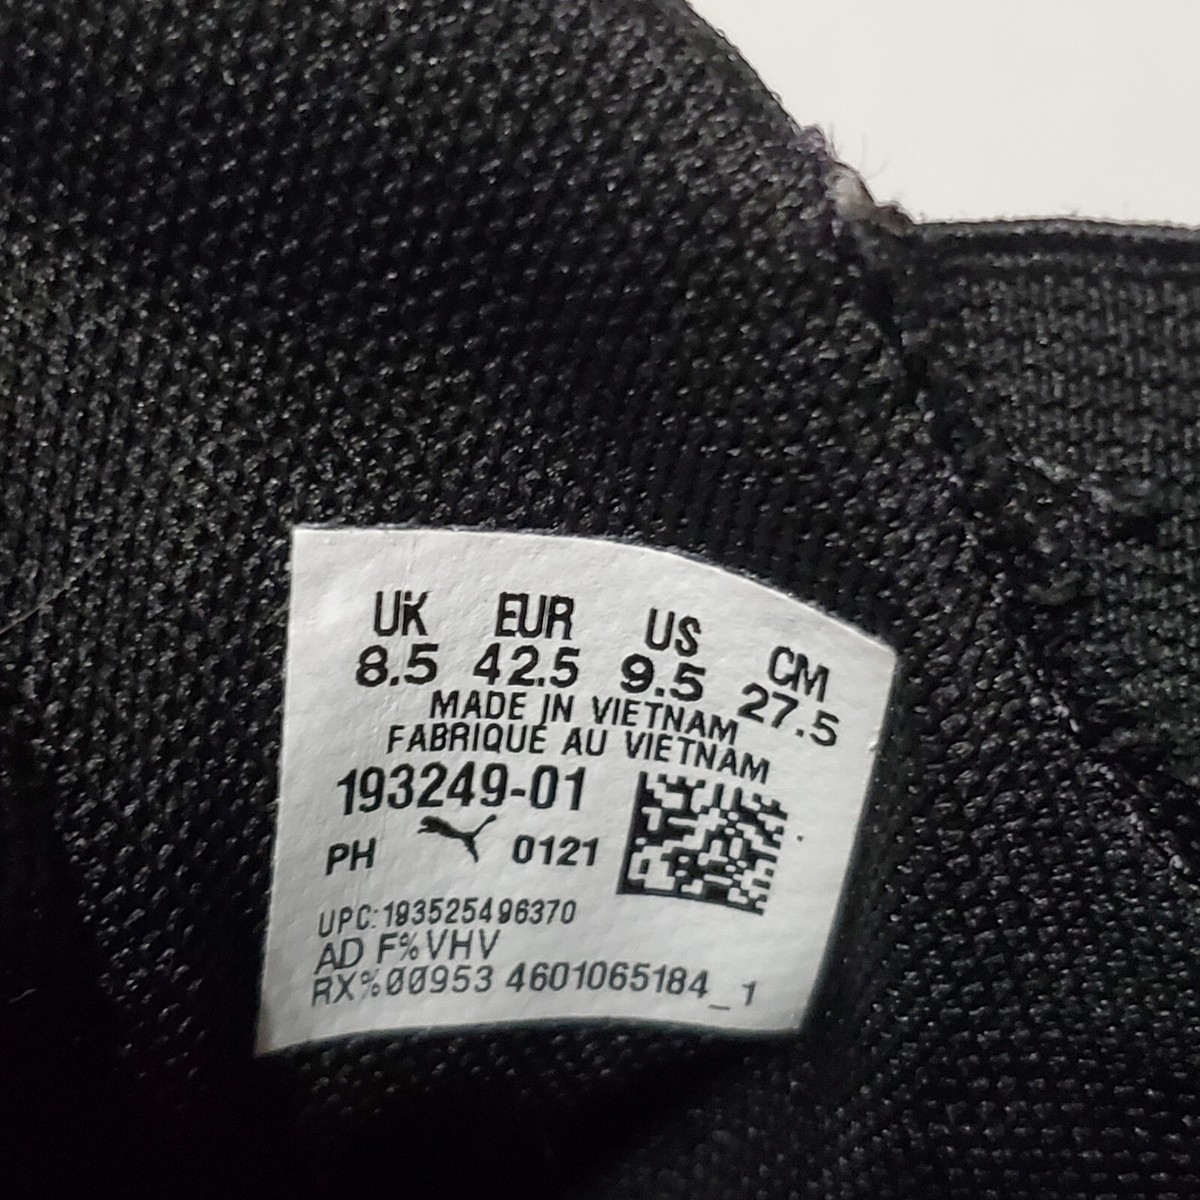 UK EUR US CM
8.5 42.5 9.5 27.5
MADE IN VIETNAM
FABRIQUE AU VIETNAM
193249-01
PH 0121
UPC:193525496370
AD F%VHV
RX%00953 4601065184_1